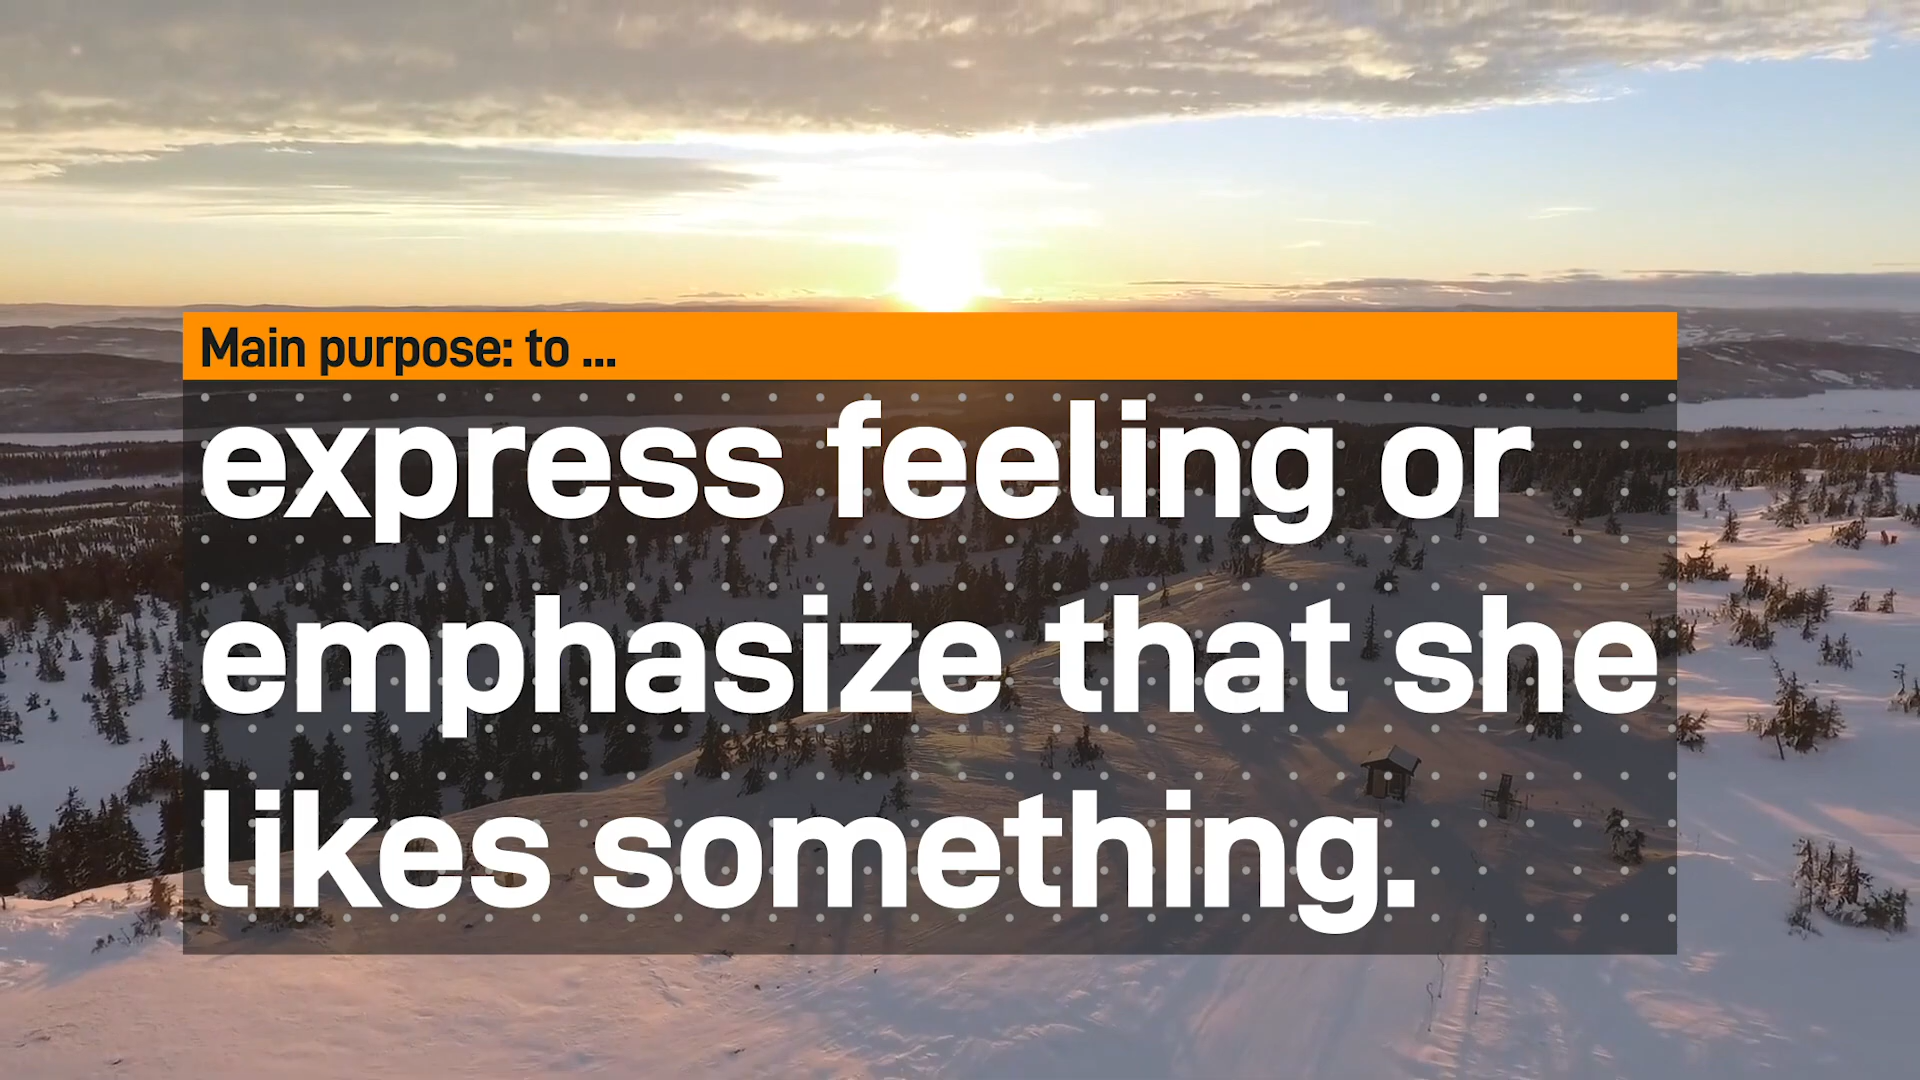 Main purpose: to ...
express feeling or
emphasize that she
likes something.